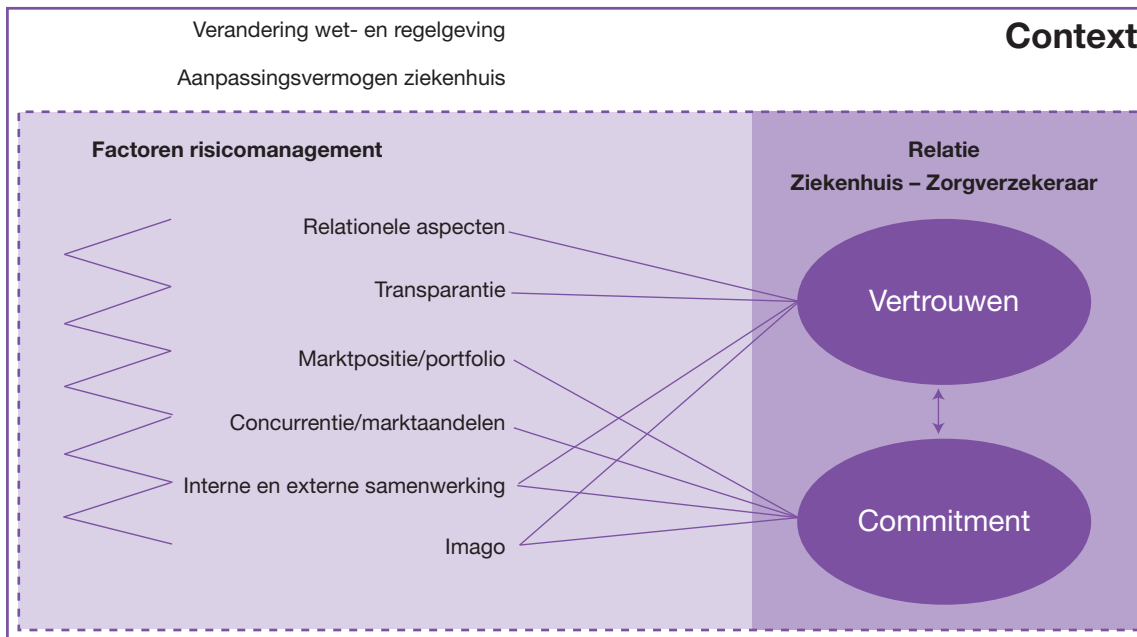 Verandering wet- en regelgeving
Context
Aanpassingsvermogen ziekenhuis
Factoren risicomanagement
Relatie
Ziekenhuis – Zorgverzekeraar
Relationele aspecten
Transparantie
Marktpositie/portfolio
Concurrentie/marktaandelen
Interne en externe samenwerking
Imago
Vertrouwen
Commitment